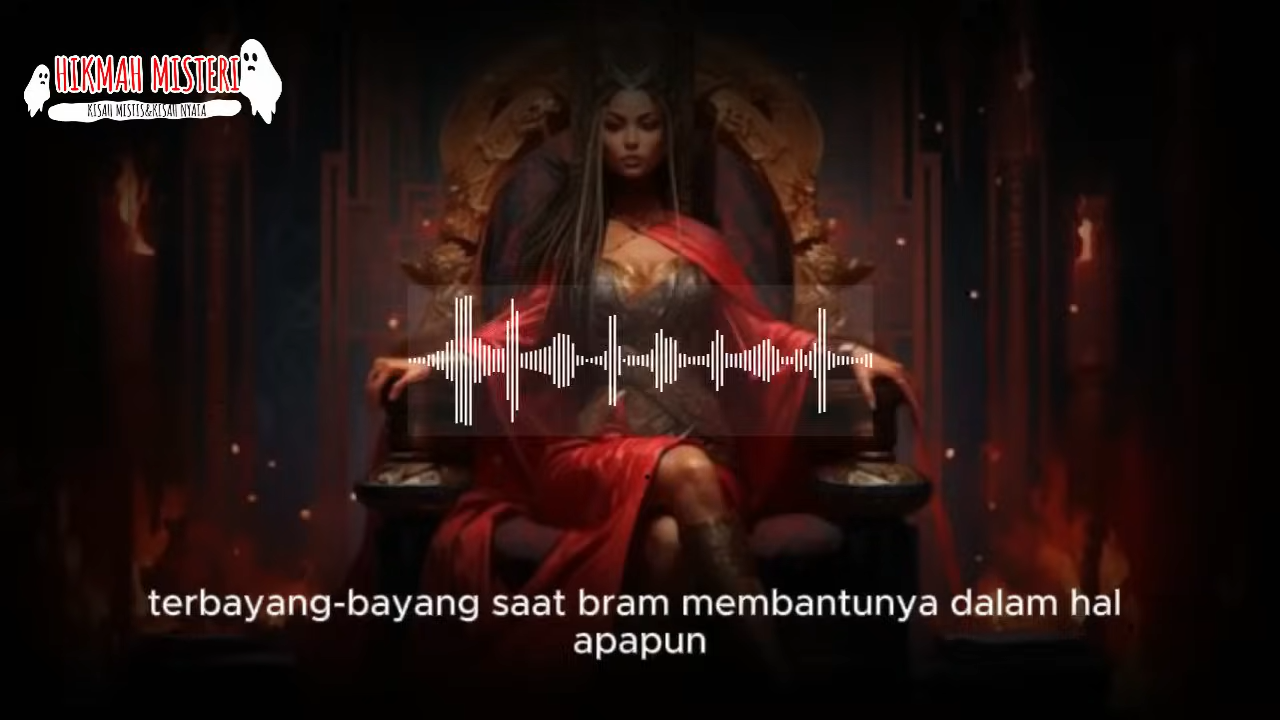 HIKMAH MISTERI
KISAH MISTIS&KISAH NYATA
terbayang-bayang saat bram membantunya dalam hal
apapun